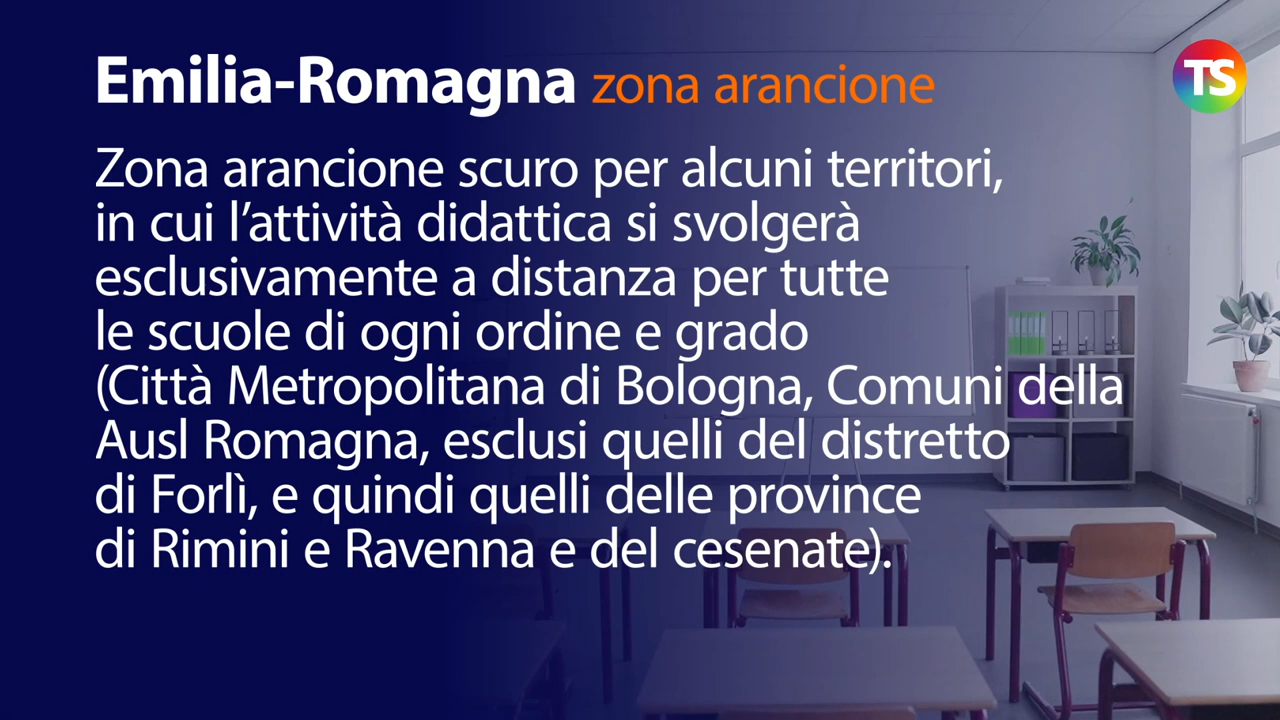 Emilia-Romagna zona arancione
TS
Zona arancione scuro per alcuni territori,
in cui l’attività didattica si svolgerà
esclusivamente a distanza per tutte
le scuole di ogni ordine e grado
(Città Metropolitana di Bologna, Comuni della
Ausl Romagna, esclusi quelli del distretto
di Forlì, e quindi quelli delle province
di Rimini e Ravenna e del cesenate).